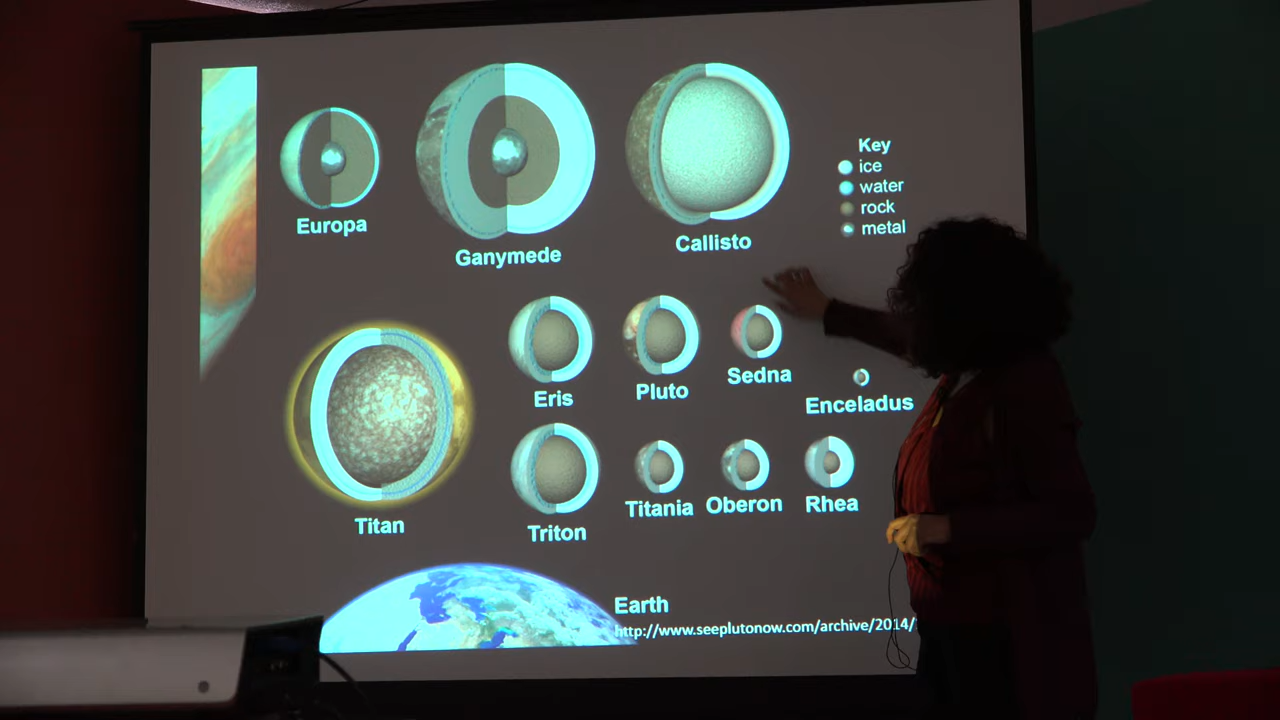 Key
ice
water
rock
metal
Europa
Ganymede
Callisto
Eris
Pluto
Sedna
Enceladus
Titan
Triton
Titania
Oberon
Rhea
Earth
http://www.seeplutonow.com/archive/2014/